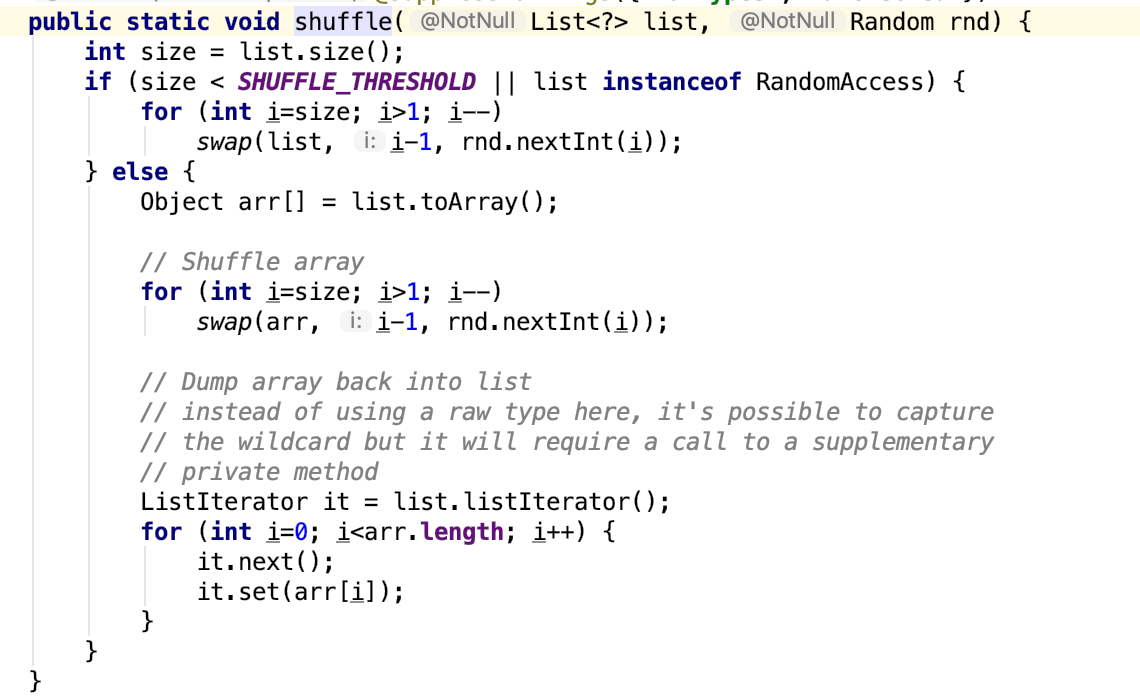 public static void shuffle( @NotNull List<?> list, @NotNull Random rnd) {
    int size = list.size();
    if (size < SHUFFLE_THRESHOLD || list instanceof RandomAccess) {
        for (int i=size; i>1; i--)
            swap(list, i: i-1, rnd.nextInt(i));
    } else {
        Object arr[] = list.toArray();

        // Shuffle array
        for (int i=size; i>1; i--)
            swap(arr, i: i-1, rnd.nextInt(i));

        // Dump array back into list
        // instead of using a raw type here, it's possible to capture
        // the wildcard but it will require a call to a supplementary
        // private method
        ListIterator it = list.listIterator();
        for (int i=0; i<arr.length; i++) {
            it.next();
            it.set(arr[i]);
        }
    }
}